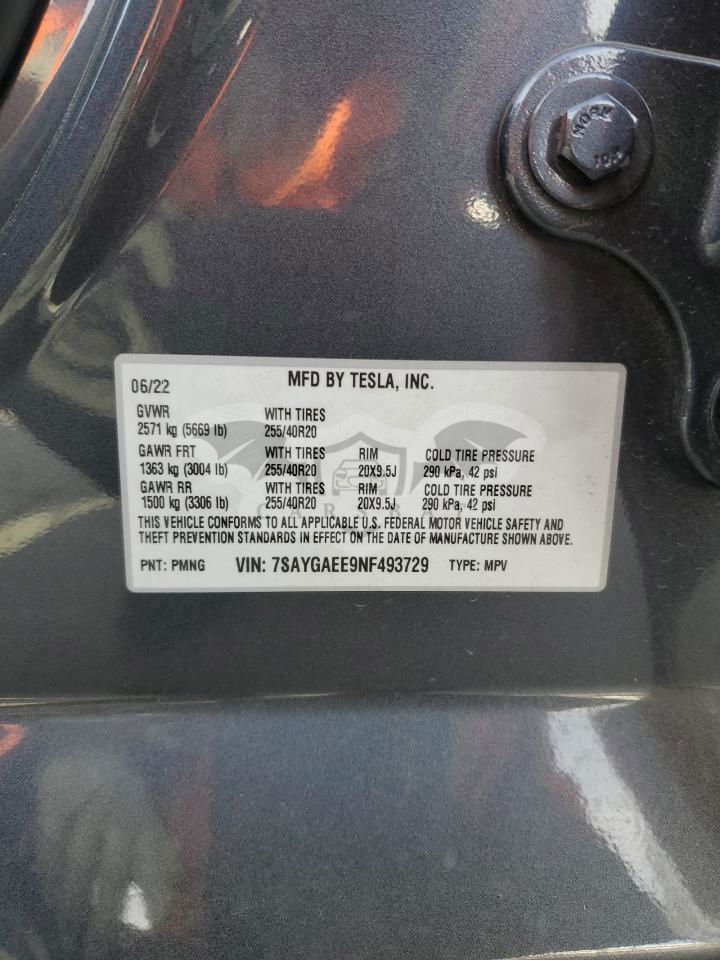 NORM
06/22 MFD BY TESLA, INC.
GVWR WITH TIRES
2571 kg (5669 lb) 255/40R20
GAWR FRT WITH TIRES RIM COLD TIRE PRESSURE
1363 kg (3004 lb) 255/40R20 20X9.5J 290 kPa, 42 psi
GAWR RR WITH TIRES RIM COLD TIRE PRESSURE
1500 kg (3306 lb) 255/40R20 20X9.5J 290 kPa, 42 psi
THIS VEHICLE CONFORMS TO ALL APPLICABLE U.S. FEDERAL MOTOR VEHICLE SAFETY AND
THEFT PREVENTION STANDARDS IN EFFECT ON THE DATE OF MANUFACTURE SHOWN ABOVE.
PNT: PMNG VIN: 7SAYGAEE9NF493729 TYPE: MPV